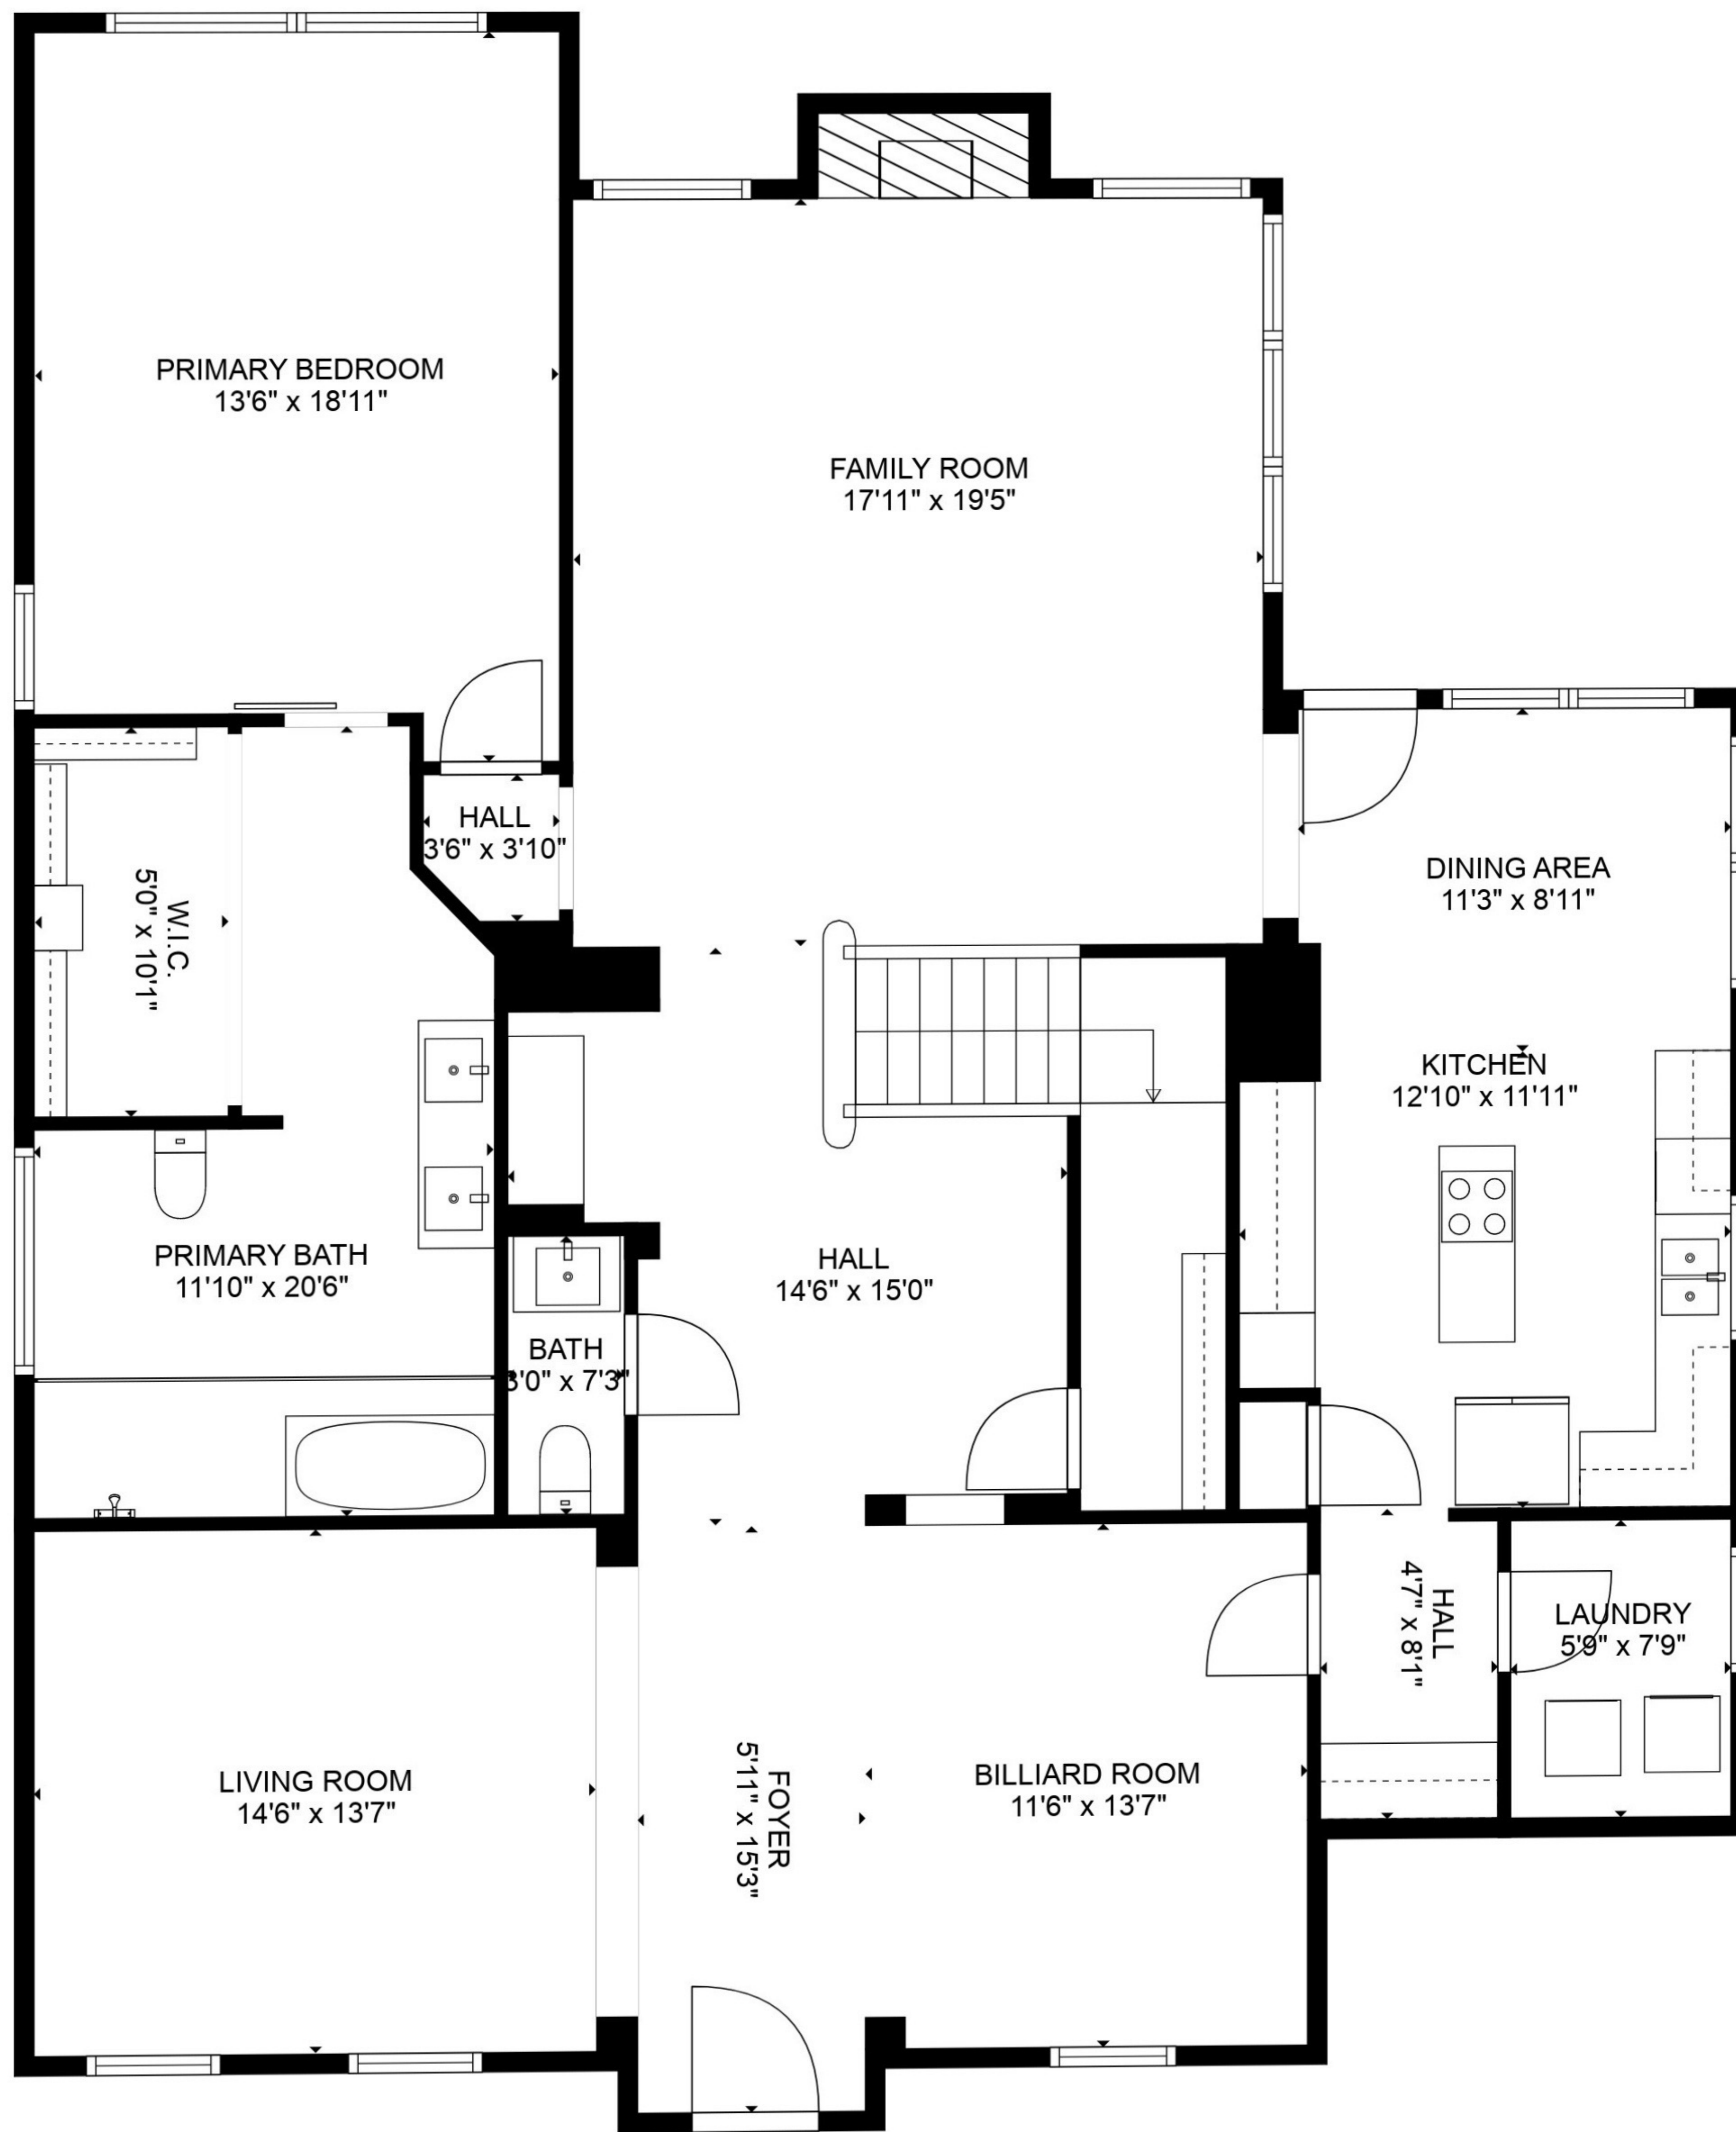 PRIMARY BEDROOM
13'6" x 18'11"
FAMILY ROOM
17'11" x 19'5"
HALL
3'6" x 3'10"
DINING AREA
11'3" x 8'11"
W.I.C.
5'0" x 10'1"
KITCHEN
12'10" x 11'11"
PRIMARY BATH
11'10" x 20'6"
HALL
14'6" x 15'0"
BATH
3'0" x 7'3"
HALL
4'7" x 8'1"
LAUNDRY
5'9" x 7'9"
LIVING ROOM
14'6" x 13'7"
FOYER
5'11" x 15'3"
BILLIARD ROOM
11'6" x 13'7"